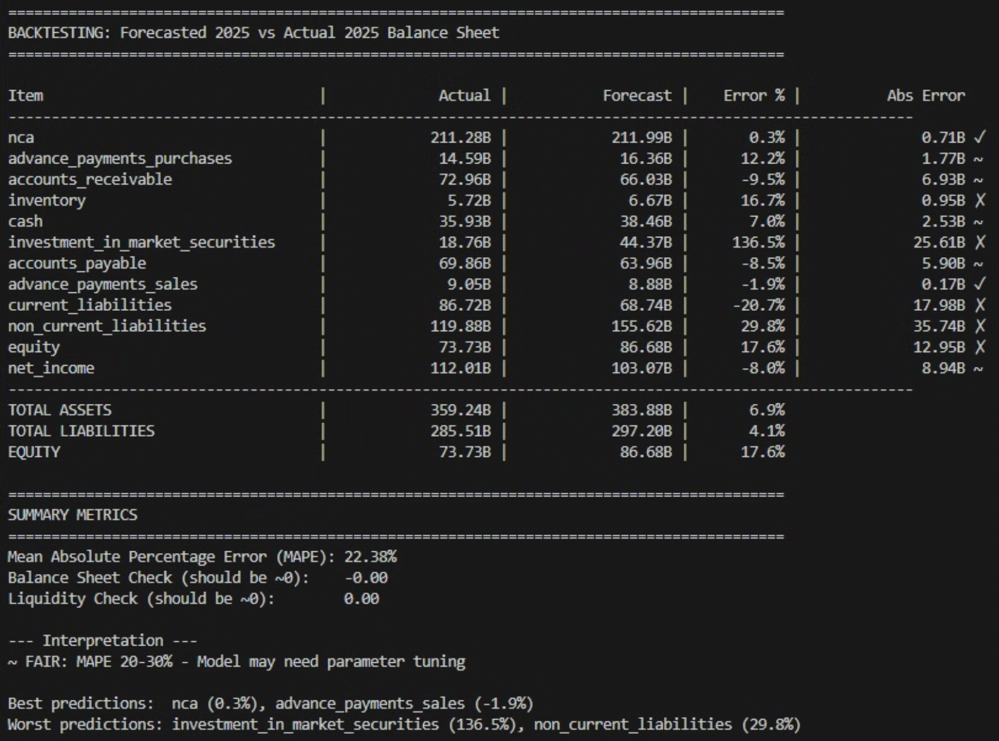 ==========================================================================================
BACKTESTING: Forecasted 2025 vs Actual 2025 Balance Sheet
==========================================================================================
Item | Actual | Forecast | Error % | Abs Error
---------------------------------------------------------------------------------------------------------
nca | 211.28B | 211.99B | 0.3% | 0.71B ✓
advance_payments_purchases | 14.59B | 16.36B | 12.2% | 1.77B ~
accounts_receivable | 72.96B | 66.03B | -9.5% | 6.93B ~
inventory | 5.72B | 6.67B | 16.7% | 0.95B ✗
cash | 35.93B | 38.46B | 7.0% | 2.53B ~
investment_in_market_securities | 18.76B | 44.37B | 136.5% | 25.61B ✗
accounts_payable | 69.86B | 63.96B | -8.5% | 5.90B ~
advance_payments_sales | 9.05B | 8.88B | -1.9% | 0.17B ✓
current_liabilities | 86.72B | 68.74B | -20.7% | 17.98B ✗
non_current_liabilities | 119.88B | 155.62B | 29.8% | 35.74B ✗
equity | 73.73B | 86.68B | 17.6% | 12.95B ✗
net_income | 112.01B | 103.07B | -8.0% | 8.94B ~
---------------------------------------------------------------------------------------------------------
TOTAL ASSETS | 359.24B | 383.88B | 6.9%
TOTAL LIABILITIES | 285.51B | 297.20B | 4.1%
EQUITY | 73.73B | 86.68B | 17.6%
==========================================================================================
SUMMARY METRICS
==========================================================================================
Mean Absolute Percentage Error (MAPE): 22.38%
Balance Sheet Check (should be ~0): -0.00
Liquidity Check (should be ~0): 0.00
--- Interpretation ---
~ FAIR: MAPE 20-30% - Model may need parameter tuning
Best predictions: nca (0.3%), advance_payments_sales (-1.9%)
Worst predictions: investment_in_market_securities (136.5%), non_current_liabilities (29.8%)